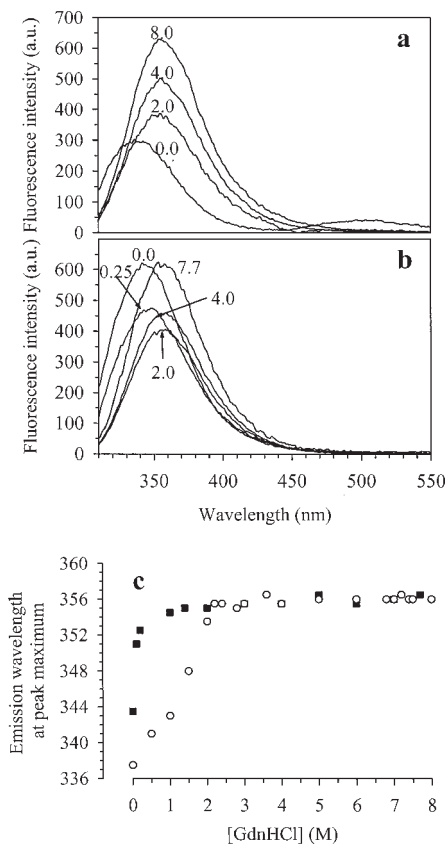 a
Fluorescence intensity (a.u.)
700
600
500
400
300
200
100
0
8.0
4.0
2.0
0.0
b
Fluorescence intensity (a.u.)
600
500
400
300
200
100
0
0.0
7.7
0.25
4.0
2.0
350 400 450 500 550
Wavelength (nm)
c
Emission wavelength
at peak maximum
360
356
352
348
344
340
336
0 1 2 3 4 5 6 7 8
[GdnHCl] (M)